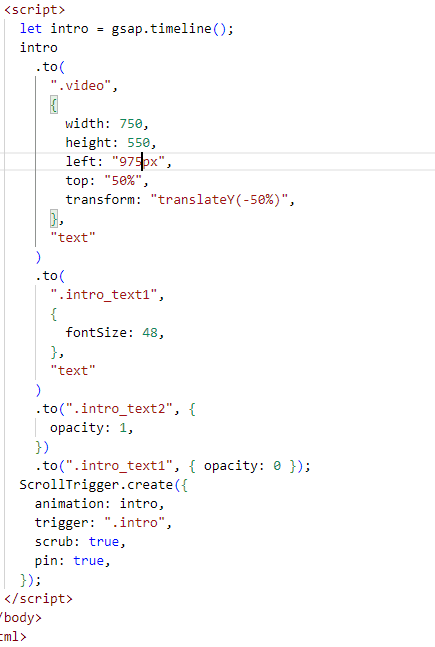 <script>
let intro = gsap.timeline();
intro
.to(
".video",
{
width: 750,
height: 550,
left: "975px",
top: "50%",
transform: "translateY(-50%)",
},
"text"
)
.to(
".intro_text1",
{
fontSize: 48,
},
"text"
)
.to(".intro_text2", {
opacity: 1,
})
.to(".intro_text1", { opacity: 0 });
ScrollTrigger.create({
animation: intro,
trigger: ".intro",
scrub: true,
pin: true,
});
</script>
/body>
tml>